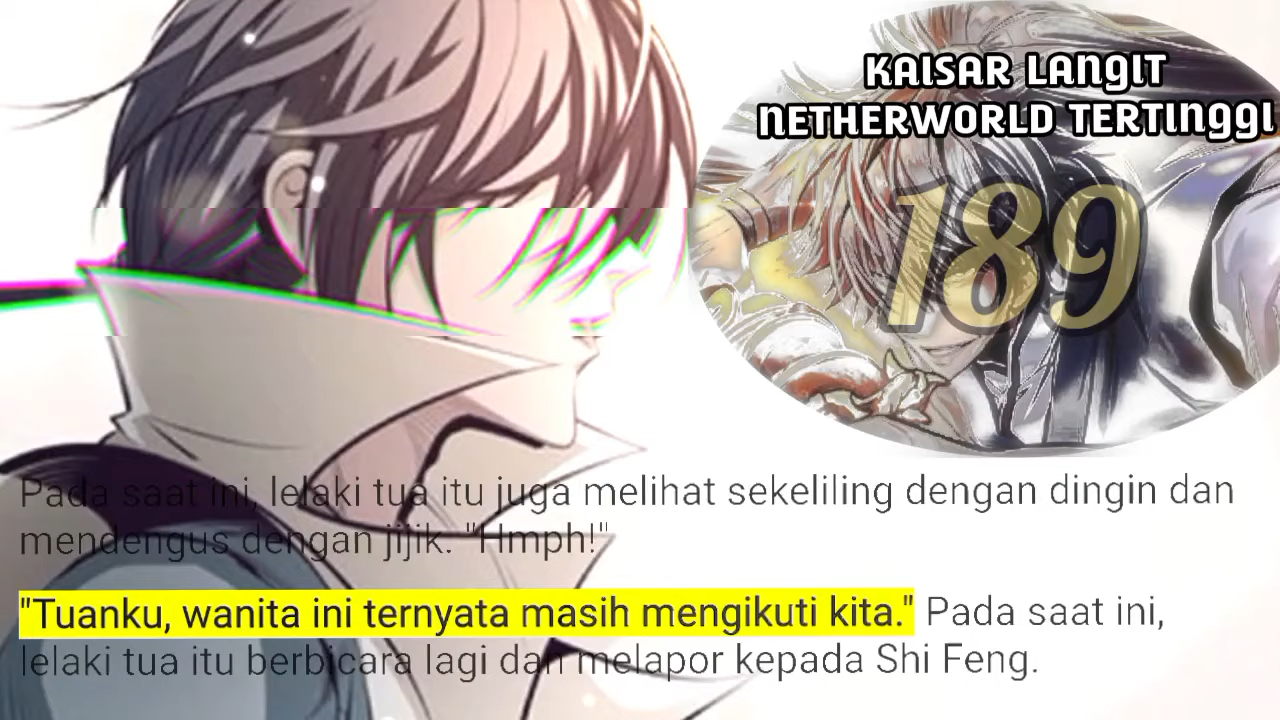 KAISAR LANGIT
NETHERWORLD TERTINGGI
189
Pada saat ini, lelaki tua itu juga melihat sekeliling dengan dingin dan
mendengus dengan jijik. "Hmph!"
"Tuanku, wanita ini ternyata masih mengikuti kita." Pada saat ini,
lelaki tua itu berbicara lagi dan melapor kepada Shi Feng.